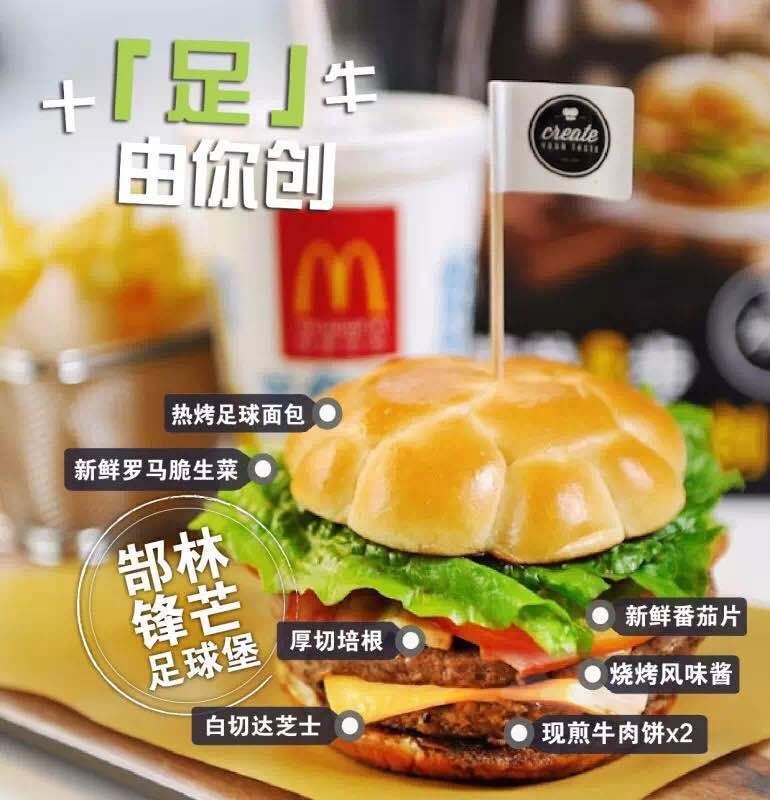 十「足」牛
由你创
create
YOUR TASTE
热烤足球面包
新鲜罗马脆生菜
郜林
锋芒
足球堡
新鲜番茄片
厚切培根
烧烤风味酱
白切达芝士
现煎牛肉饼x2